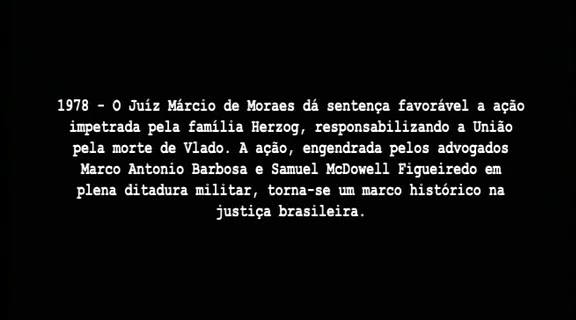 1978 - O Juíz Márcio de Moraes dá sentença favorável a ação
impetrada pela família Herzog, responsabilizando a União
pela morte de Vlado. A ação, engendrada pelos advogados
Marco Antonio Barbosa e Samuel McDowell Figueiredo em
plena ditadura militar, torna-se um marco histórico na
justiça brasileira.